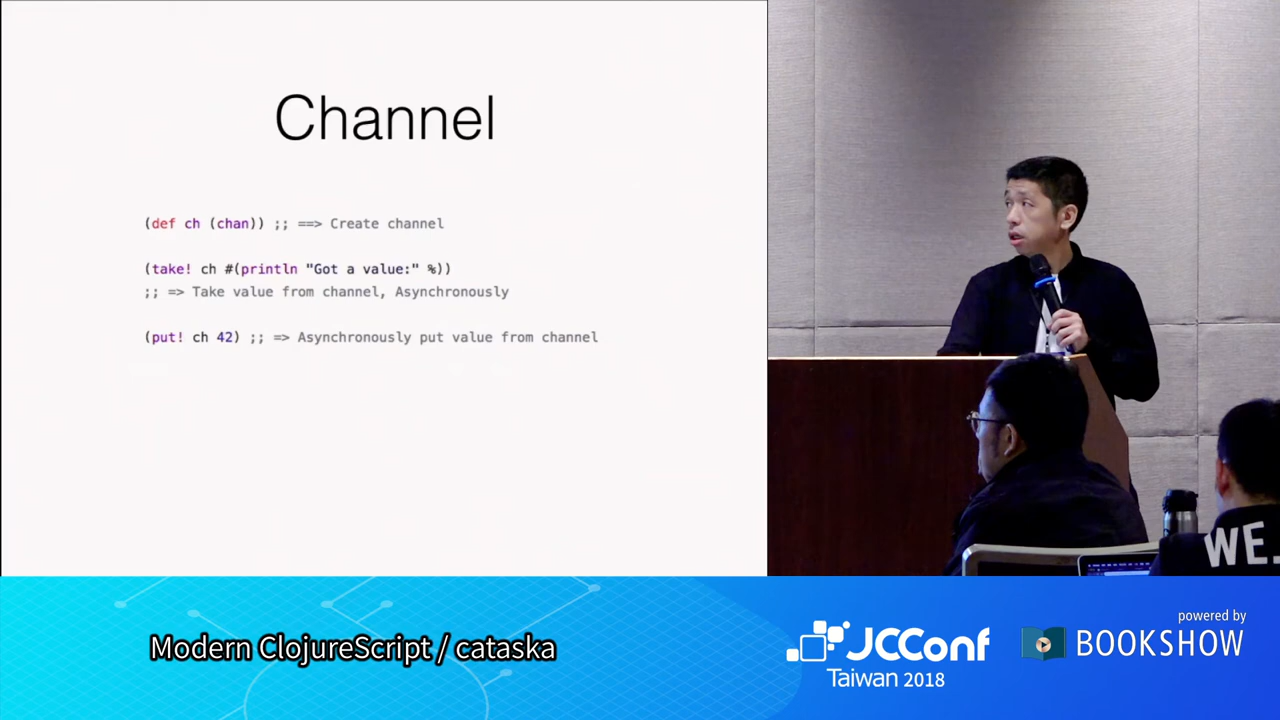 Channel
(def ch (chan)) ;; ==> Create channel
(take! ch #(println "Got a value:" %))
;; => Take value from channel, Asynchronously
(put! ch 42) ;; => Asynchronously put value from channel
WE.
Modern ClojureScript / cataska
JCConf
Taiwan 2018
powered by
BOOKSHOW